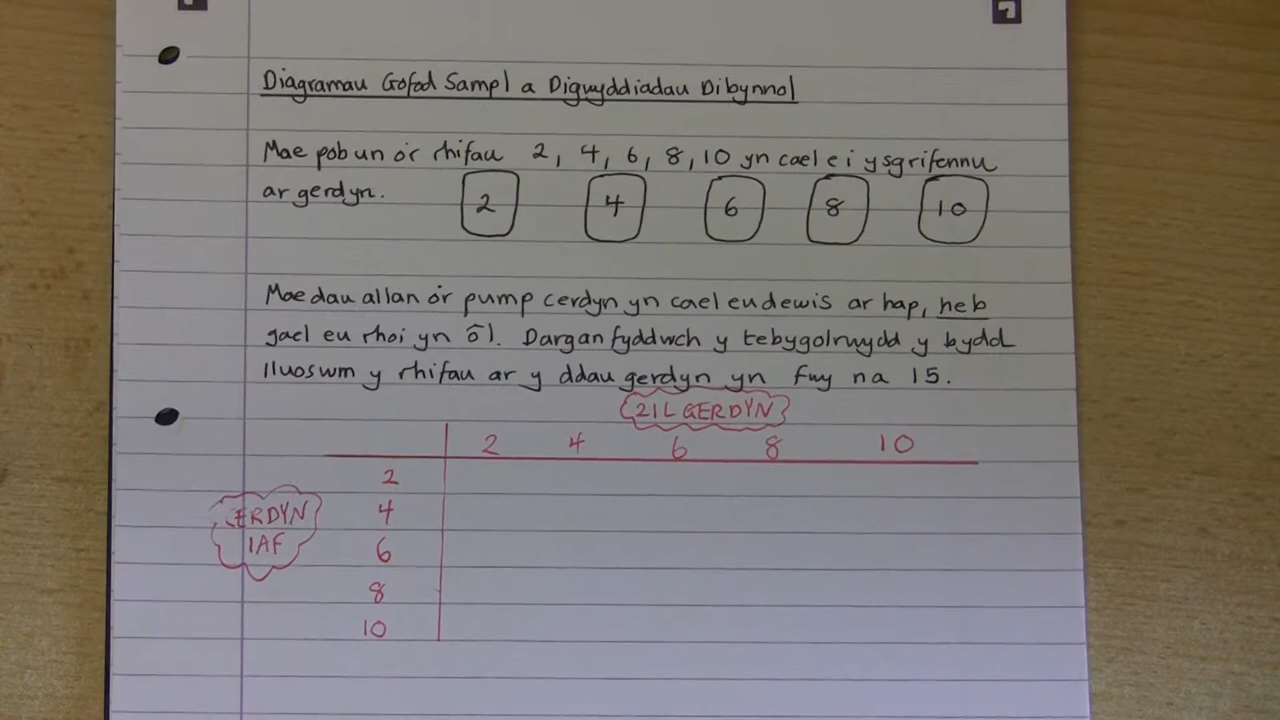 Diagramau Gofod Sampl a Digwyddiadau Dibynnol
Mae pob un o'r rhifau 2, 4, 6, 8, 10 yn cael ei ysgrifennu
ar gerdyn. 2 4 6 8 10
Mae dau allan o'r pump cerdyn yn cael eu dewis ar hap, heb
gael eu rhoi yn ôl. Darganfyddwch y tebygolrwydd y bydd
lluoswm y rhifau ar y ddau gerdyn yn fwy na 15.
2IL GERDYN
2 4 6 8 10
2
CERDYN 4
1AF 6
8
10